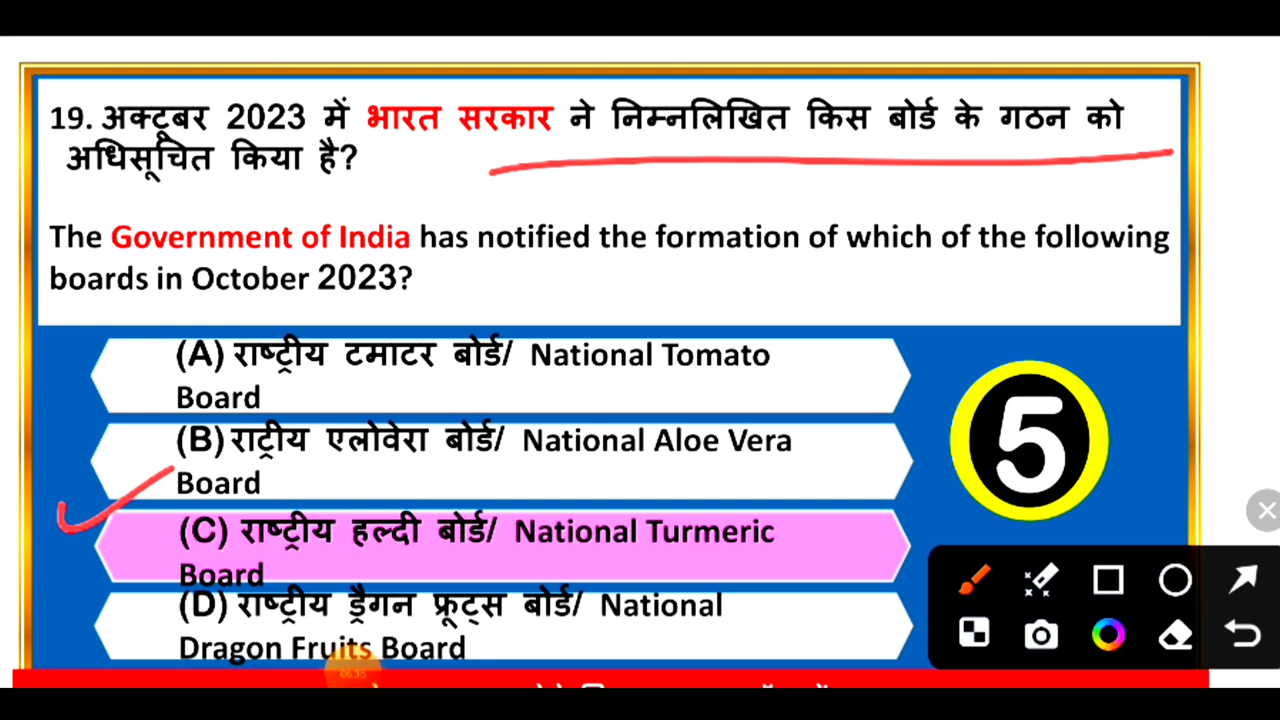 19. अक्टूबर 2023 में भारत सरकार ने निम्नलिखित किस बोर्ड के गठन को
अधिसूचित किया है?
The Government of India has notified the formation of which of the following
boards in October 2023?
(A) राष्ट्रीय टमाटर बोर्ड/ National Tomato
Board
(B) राट्रीय एलोवेरा बोर्ड/ National Aloe Vera
Board
(C) राष्ट्रीय हल्दी बोर्ड/ National Turmeric
Board
(D) राष्ट्रीय ड्रैगन फ्रूट्स बोर्ड/ National
Dragon Fruits Board
5
06:35